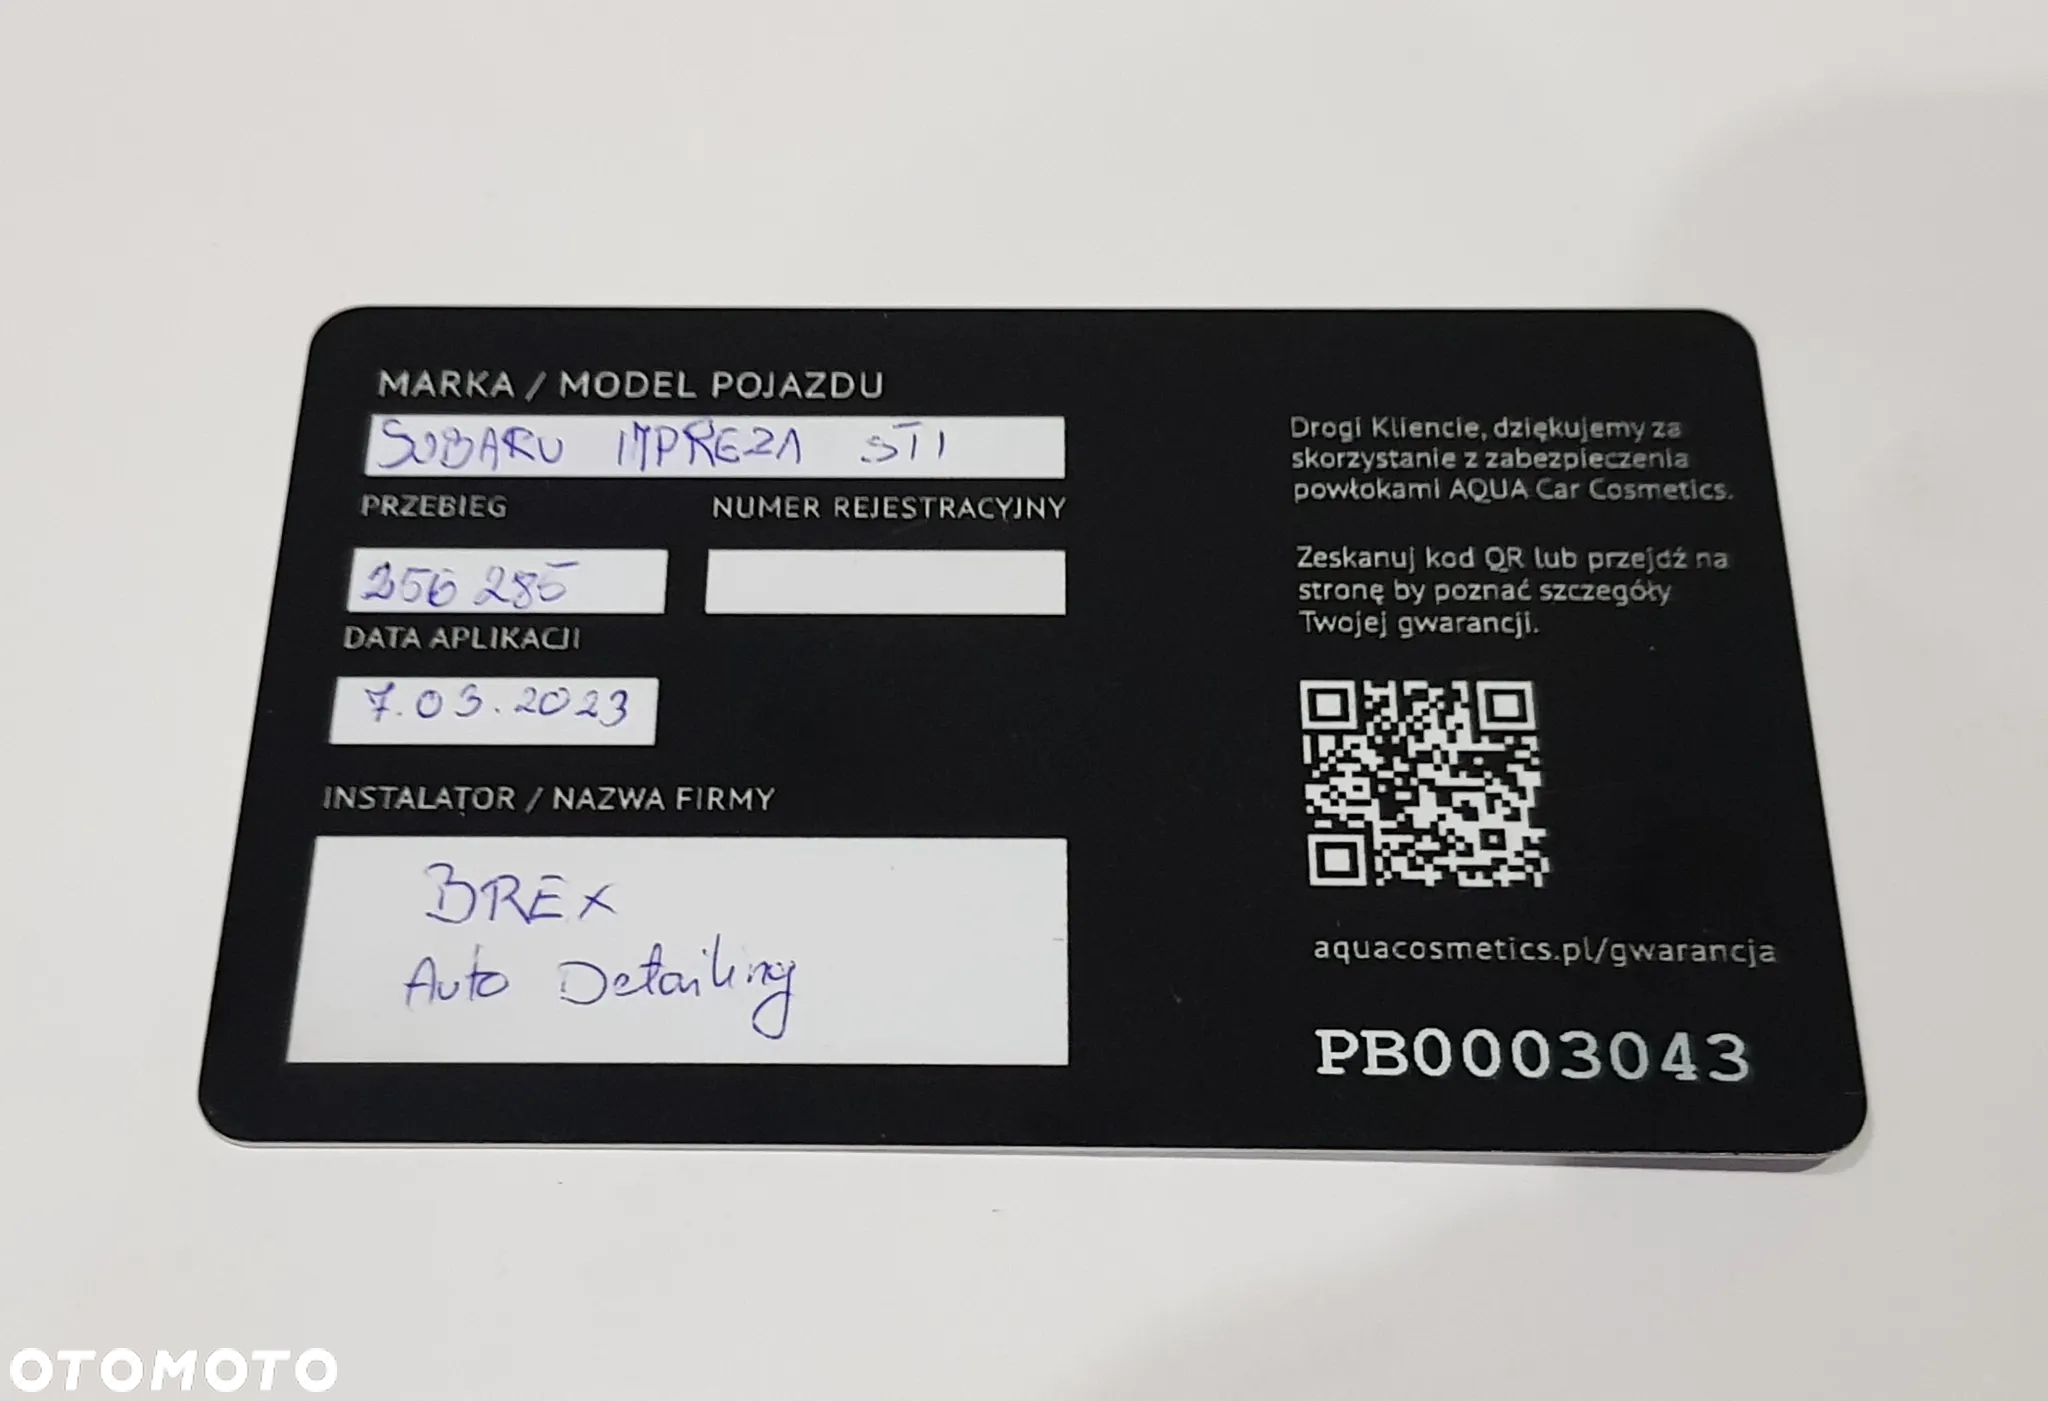 MARKA / MODEL POJAZDU
SUBARU IMPREZA STI
PRZEBIEG
NUMER REJESTRACYJNY
256 285
DATA APLIKACJI
7.03.2023
INSTALATOR / NAZWA FIRMY
BREX
Auto Detailing
Drogi Kliencie, dziękujemy za
skorzystanie z zabezpieczenia
powłokami AQUA Car Cosmetics.
Zeskanuj kod QR lub przejdź na
stronę by poznać szczegóły
Twojej gwarancji.
aquacosmetics.pl/gwarancja
PB0003043
OTOMOTO